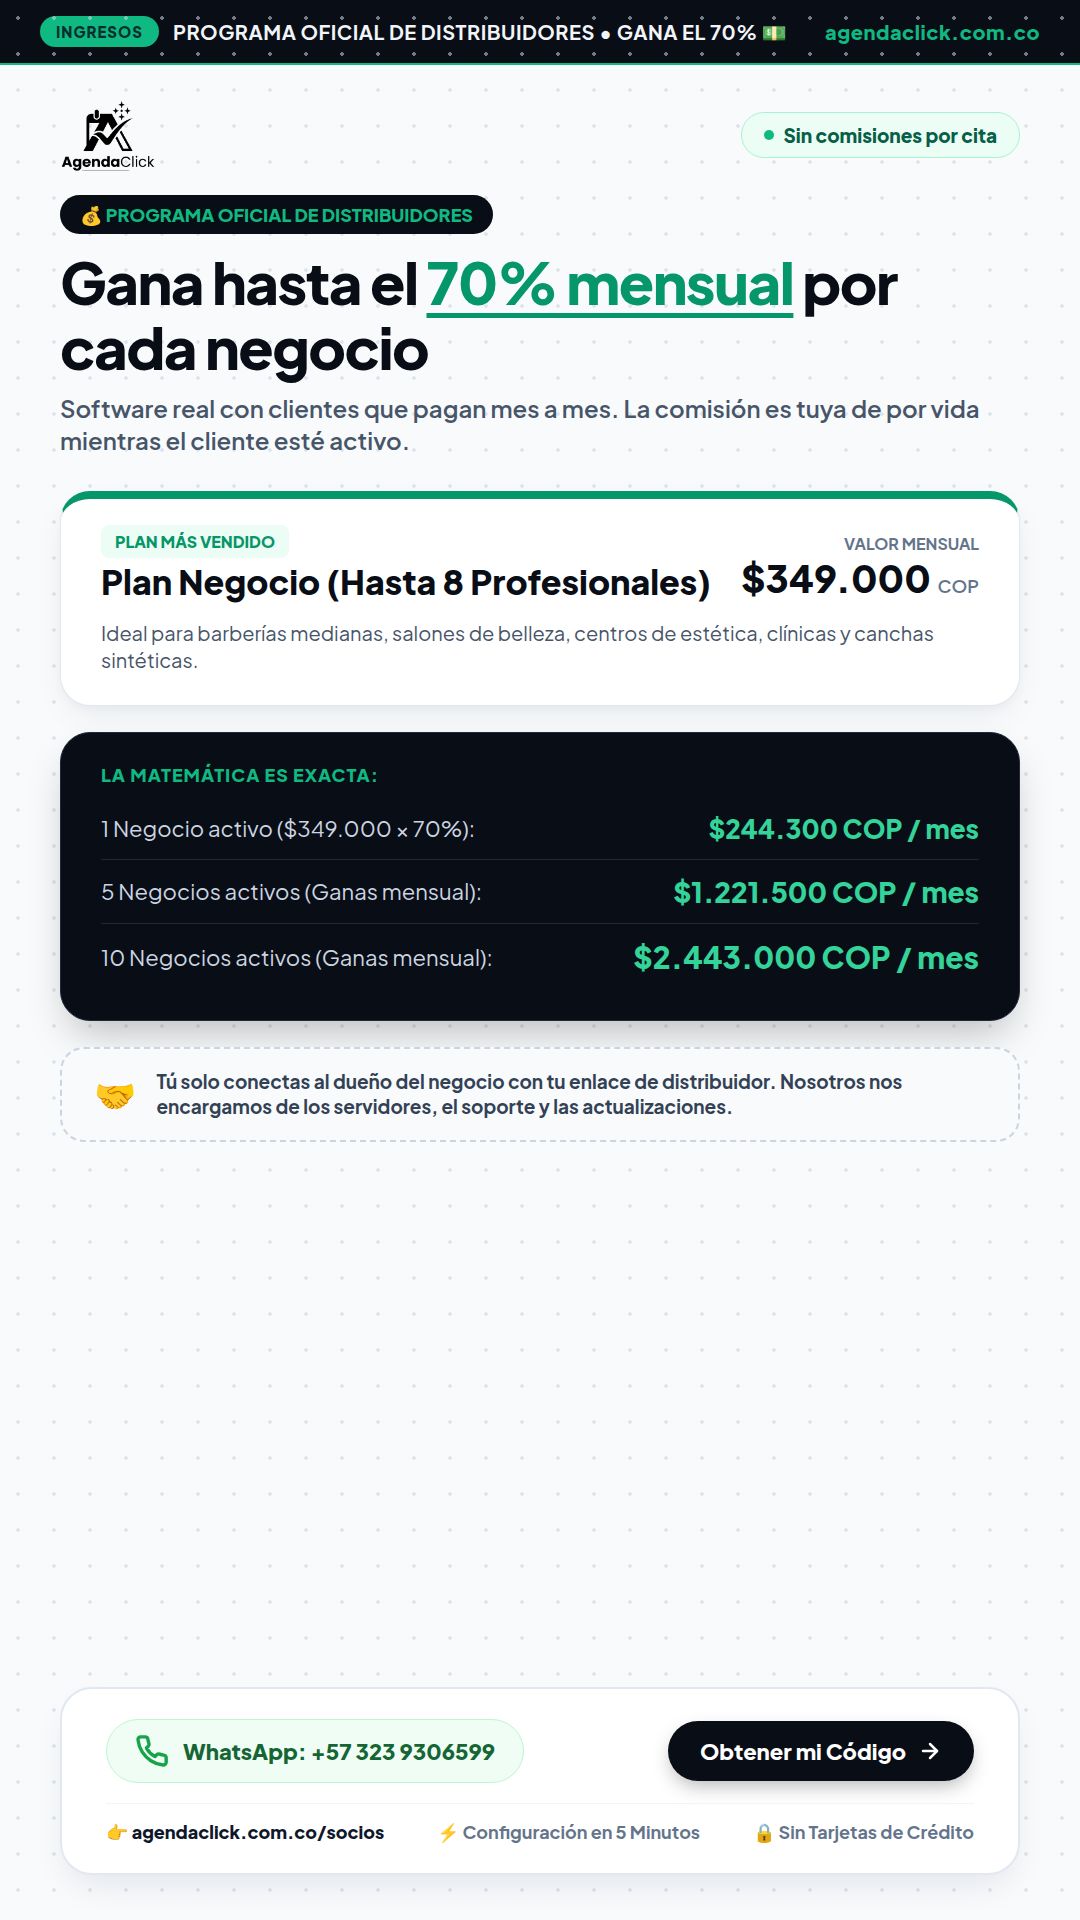 INGRESOS PROGRAMA OFICIAL DE DISTRIBUIDORES ● GANA EL 70% 💵 agendaclick.com.co
AgendaClick
Sin comisiones por cita
💰 PROGRAMA OFICIAL DE DISTRIBUIDORES
Gana hasta el 70% mensual por
cada negocio
Software real con clientes que pagan mes a mes. La comisión es tuya de por vida
mientras el cliente esté activo.
PLAN MÁS VENDIDO
Plan Negocio (Hasta 8 Profesionales)
VALOR MENSUAL
$349.000 COP
Ideal para barberías medianas, salones de belleza, centros de estética, clínicas y canchas
sintéticas.
LA MATEMÁTICA ES EXACTA:
1 Negocio activo ($349.000 × 70%): $244.300 COP / mes
5 Negocios activos (Ganas mensual): $1.221.500 COP / mes
10 Negocios activos (Ganas mensual): $2.443.000 COP / mes
🤝 Tú solo conectas al dueño del negocio con tu enlace de distribuidor. Nosotros nos
encargamos de los servidores, el soporte y las actualizaciones.
WhatsApp: +57 323 9306599
Obtener mi Código →
👉 agendaclick.com.co/socios ⚡ Configuración en 5 Minutos 🔒 Sin Tarjetas de Crédito